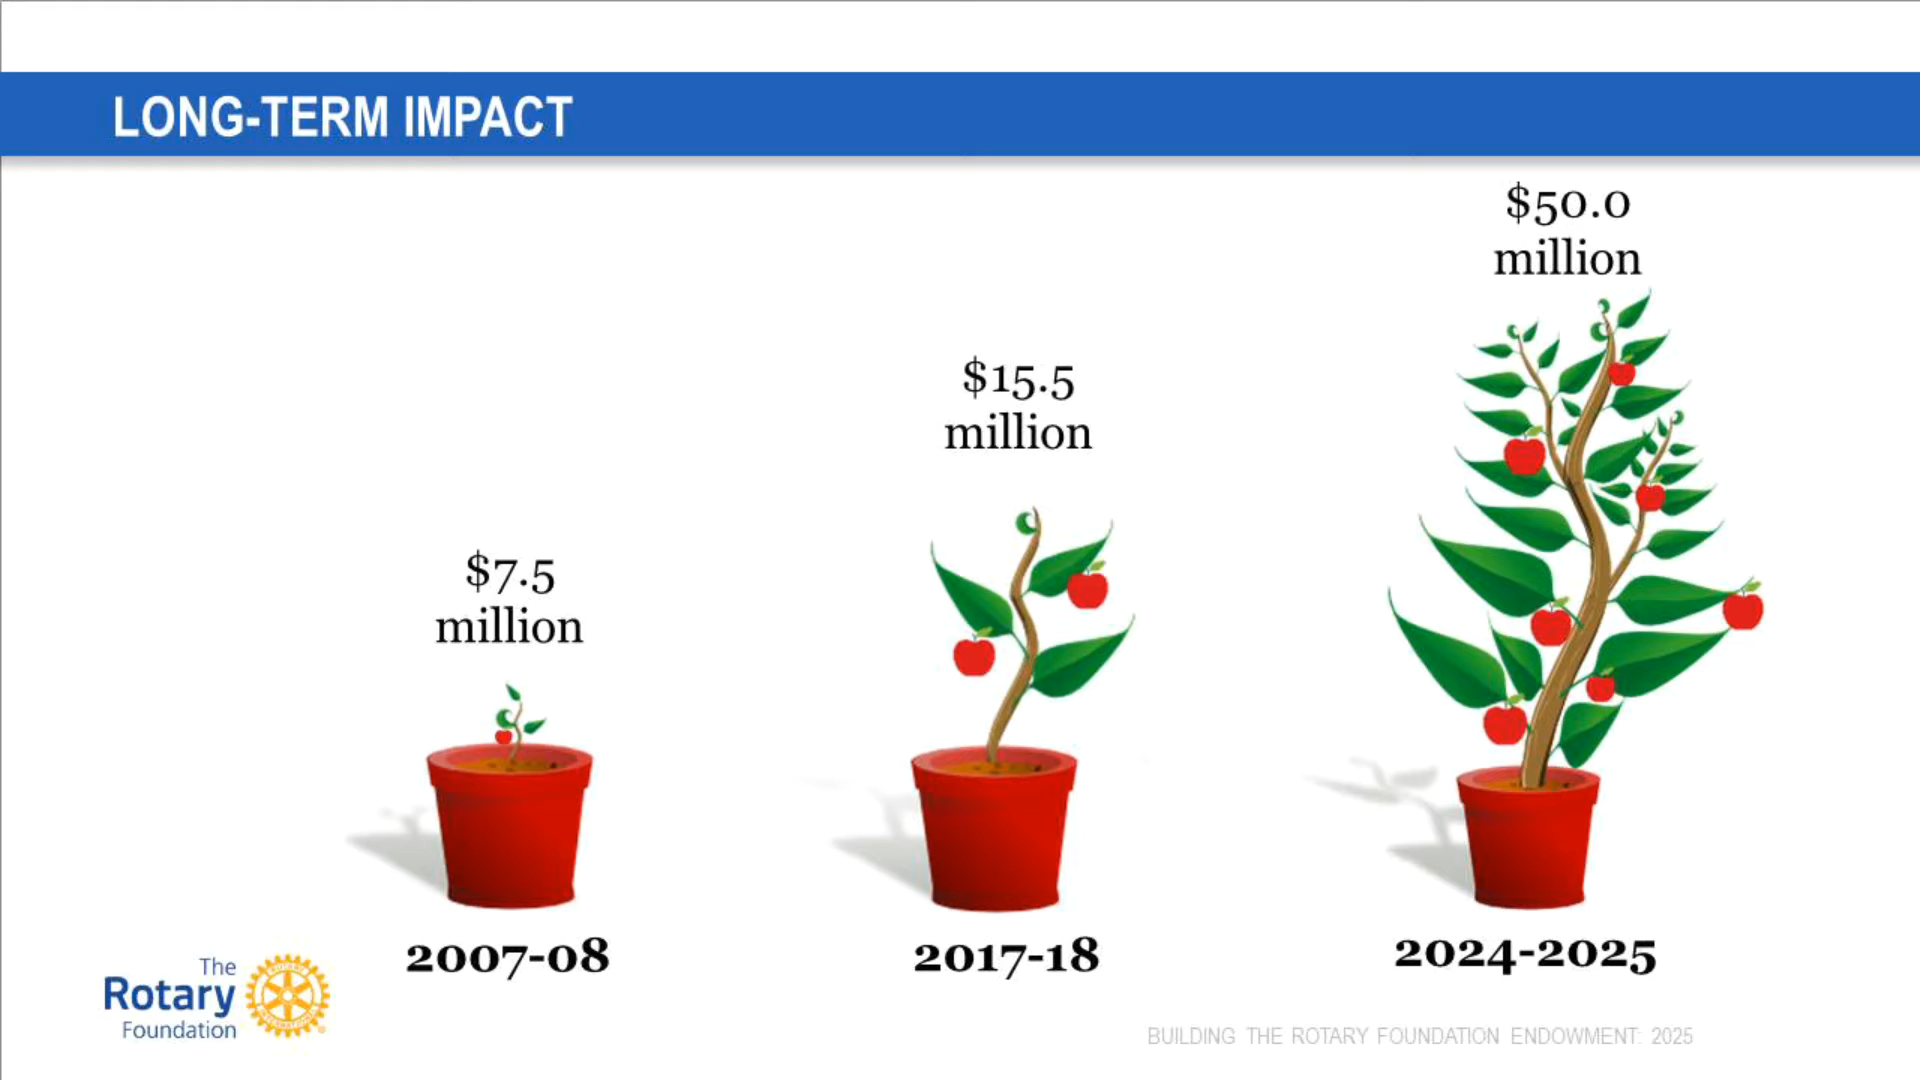 LONG-TERM IMPACT
$50.0
million
$15.5
million
$7.5
million
2007-08
2017-18
2024-2025
The
Rotary
Foundation
BUILDING THE ROTARY FOUNDATION ENDOWMENT: 2025